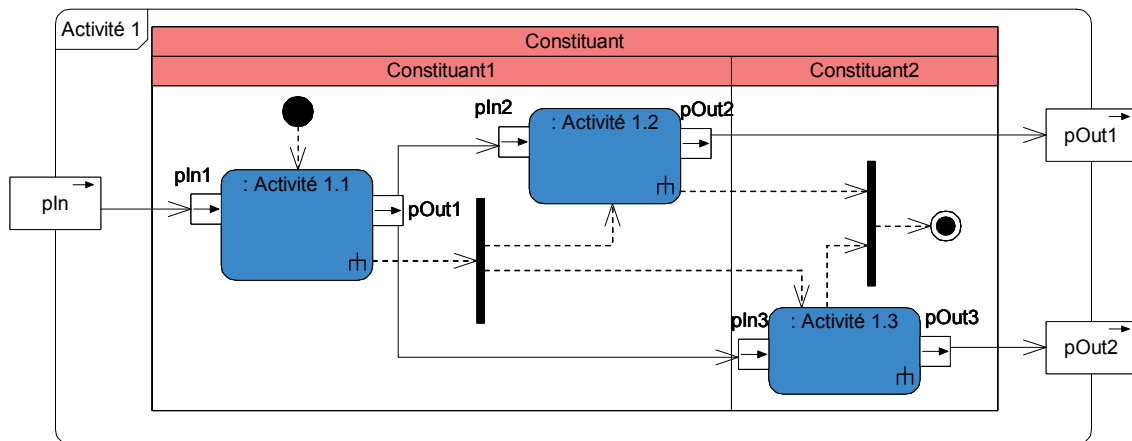 Activité 1
Constituant
Constituant1
Constituant2
pIn2
pOut2
: Activité 1.2
pOut1
pIn1
: Activité 1.1
pIn
pOut1
pIn3
: Activité 1.3
pOut3
pOut2